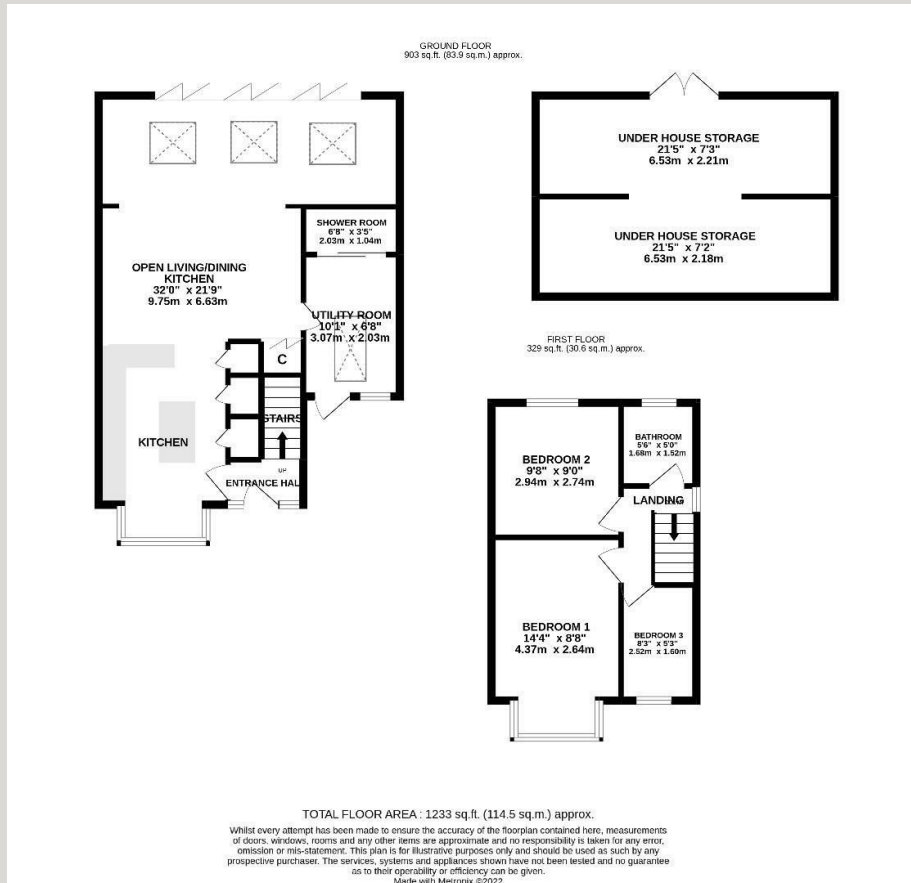 GROUND FLOOR
903 sq.ft. (83.9 sq.m.) approx.
SHOWER ROOM
6'8" x 3'5"
2.03m x 1.04m
OPEN LIVING/DINING
KITCHEN
32'0" x 21'9"
9.75m x 6.63m
UTILITY ROOM
10'1" x 6'8"
3.07m x 2.03m
C
STAIRS
KITCHEN
UP
ENTRANCE HAL
UNDER HOUSE STORAGE
21'5" x 7'3"
6.53m x 2.21m
UNDER HOUSE STORAGE
21'5" x 7'2"
6.53m x 2.18m
FIRST FLOOR
329 sq.ft. (30.6 sq.m.) approx.
BATHROOM
5'6" x 5'0"
1.68m x 1.52m
BEDROOM 2
9'8" x 9'0"
2.94m x 2.74m
LANDING
BEDROOM 1
14'4" x 8'8"
4.37m x 2.64m
BEDROOM 3
8'3" x 5'3"
2.52m x 1.60m
TOTAL FLOOR AREA : 1233 sq.ft. (114.5 sq.m.) approx.
Whilst every attempt has been made to ensure the accuracy of the floorplan contained here, measurements
of doors, windows, rooms and any other items are approximate and no responsibility is taken for any error,
omission or mis-statement. This plan is for illustrative purposes only and should be used as such by any
prospective purchaser. The services, systems and appliances shown have not been tested and no guarantee
as to their operability or efficiency can be given.
Made with Metropix ©2022